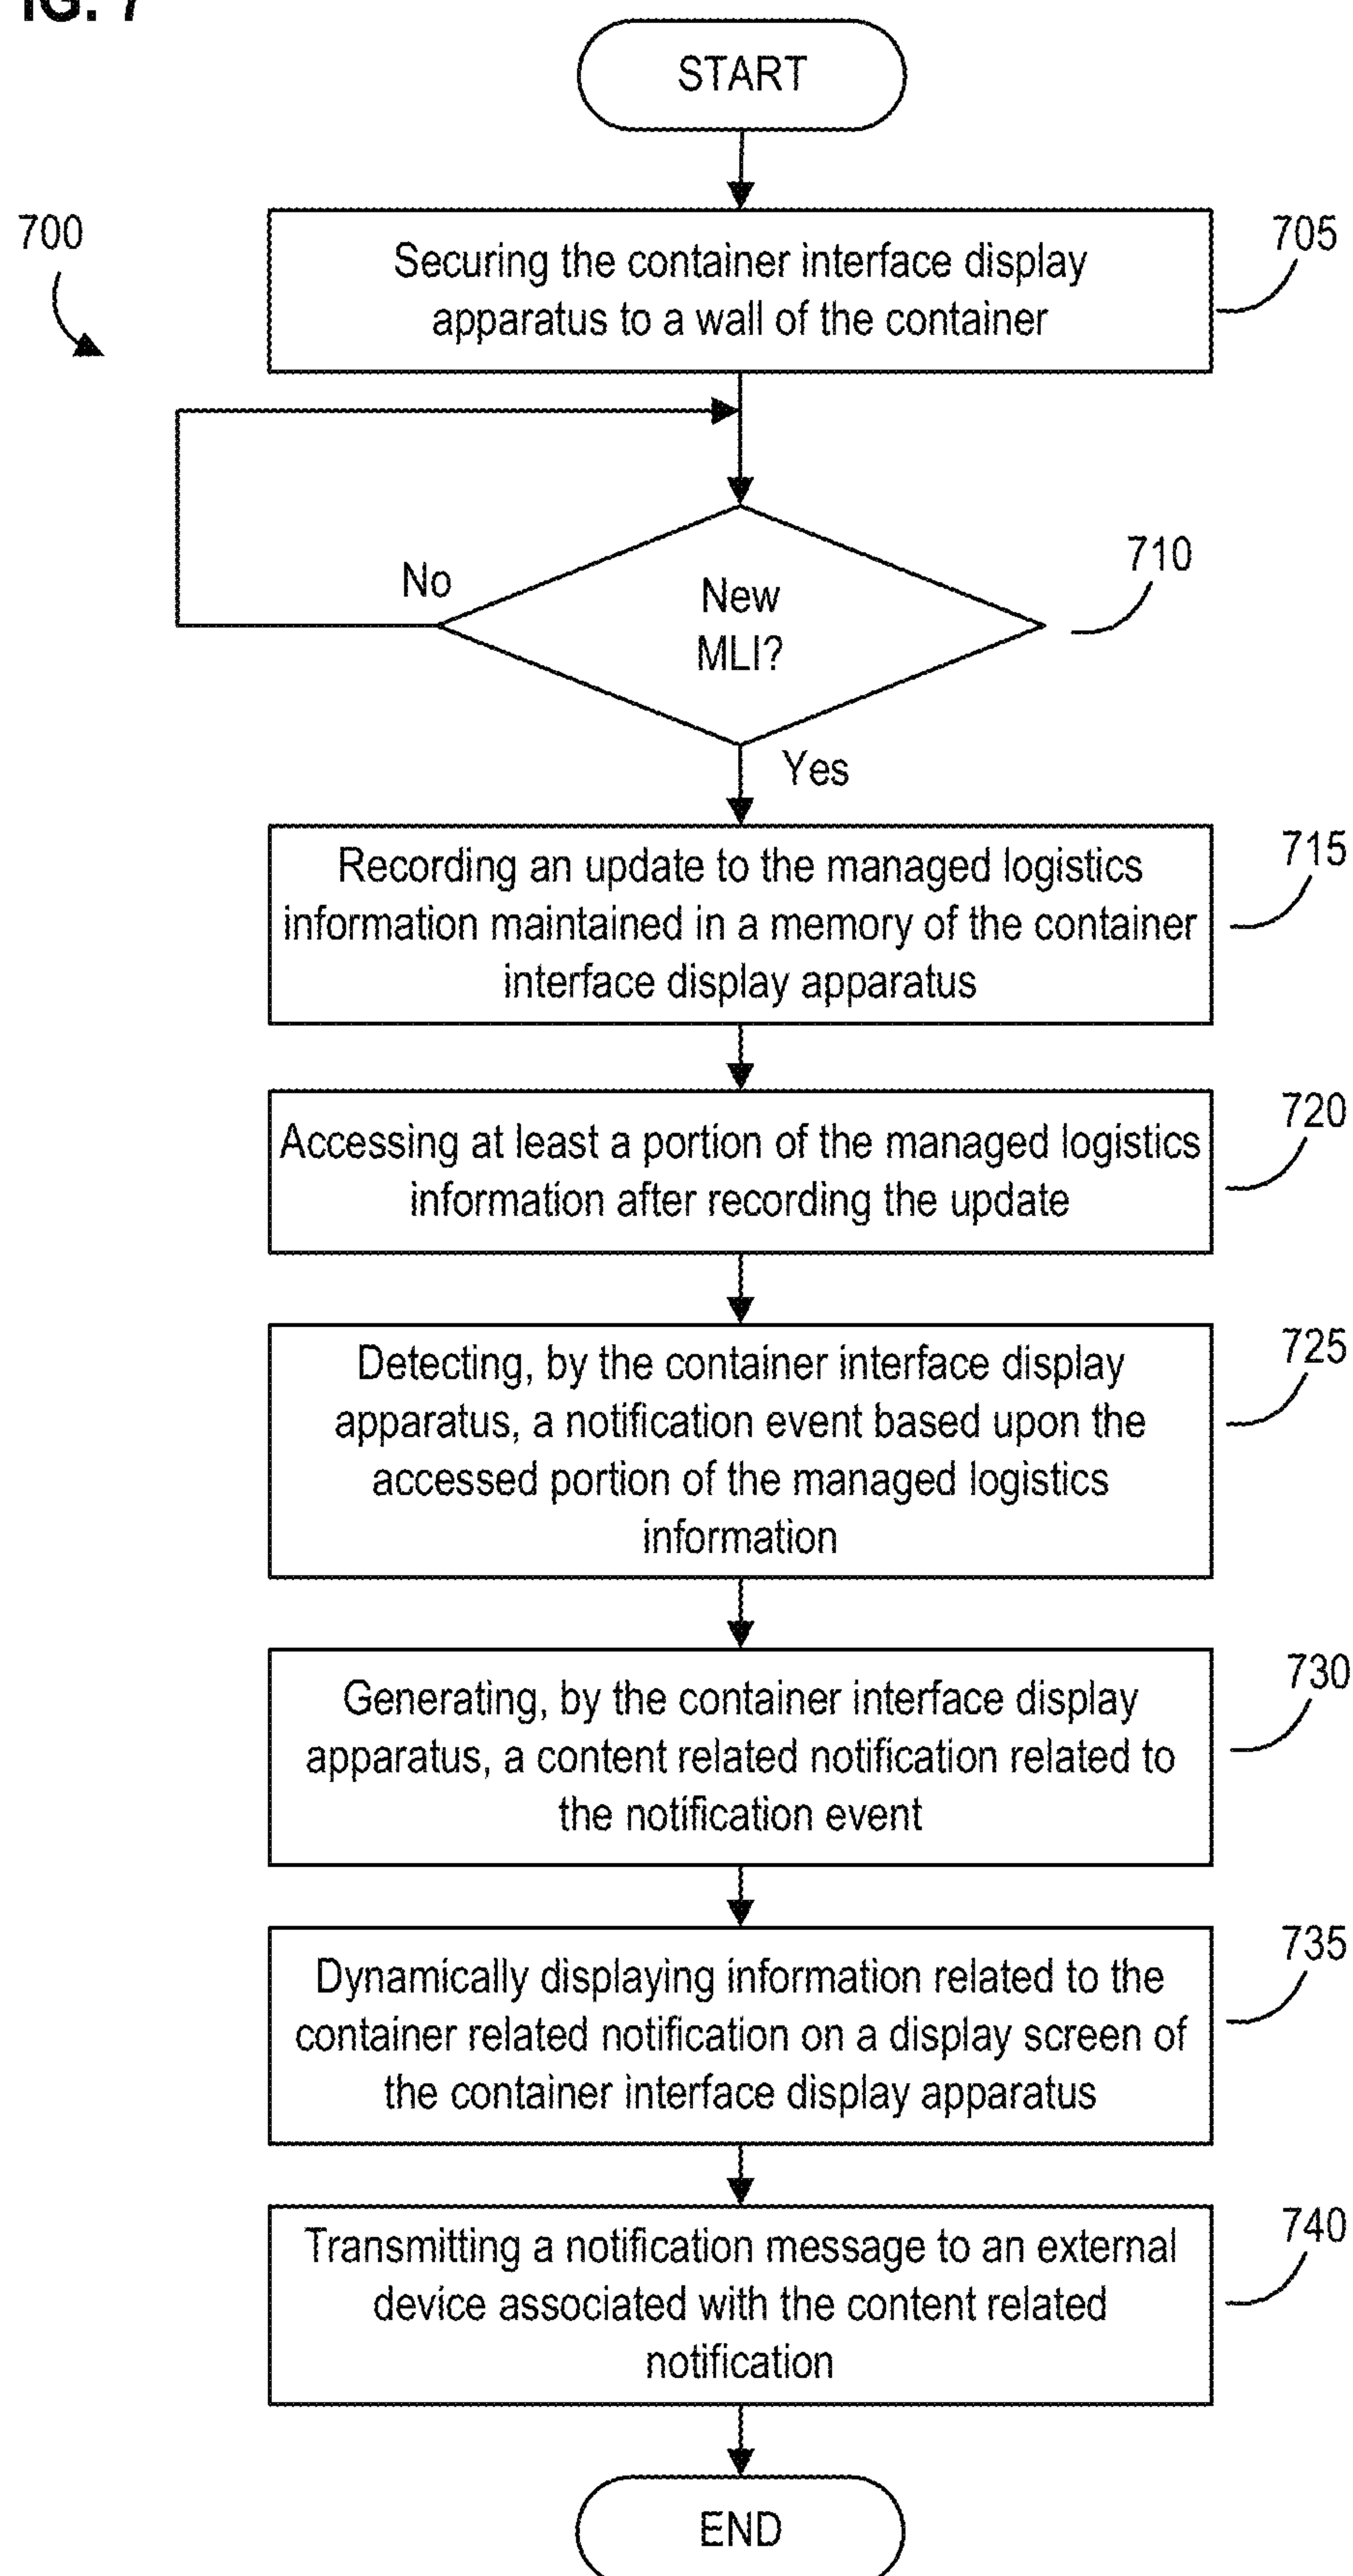 IG. 7
START
700
705
Securing the container interface display
apparatus to a wall of the container
No
710
New
MLI?
Yes
715
Recording an update to the managed logistics
information maintained in a memory of the container
interface display apparatus
720
Accessing at least a portion of the managed logistics
information after recording the update
725
Detecting, by the container interface display
apparatus, a notification event based upon the
accessed portion of the managed logistics
information
730
Generating, by the container interface display
apparatus, a content related notification related to
the notification event
735
Dynamically displaying information related to the
container related notification on a display screen of
the container interface display apparatus
740
Transmitting a notification message to an external
device associated with the content related
notification
END